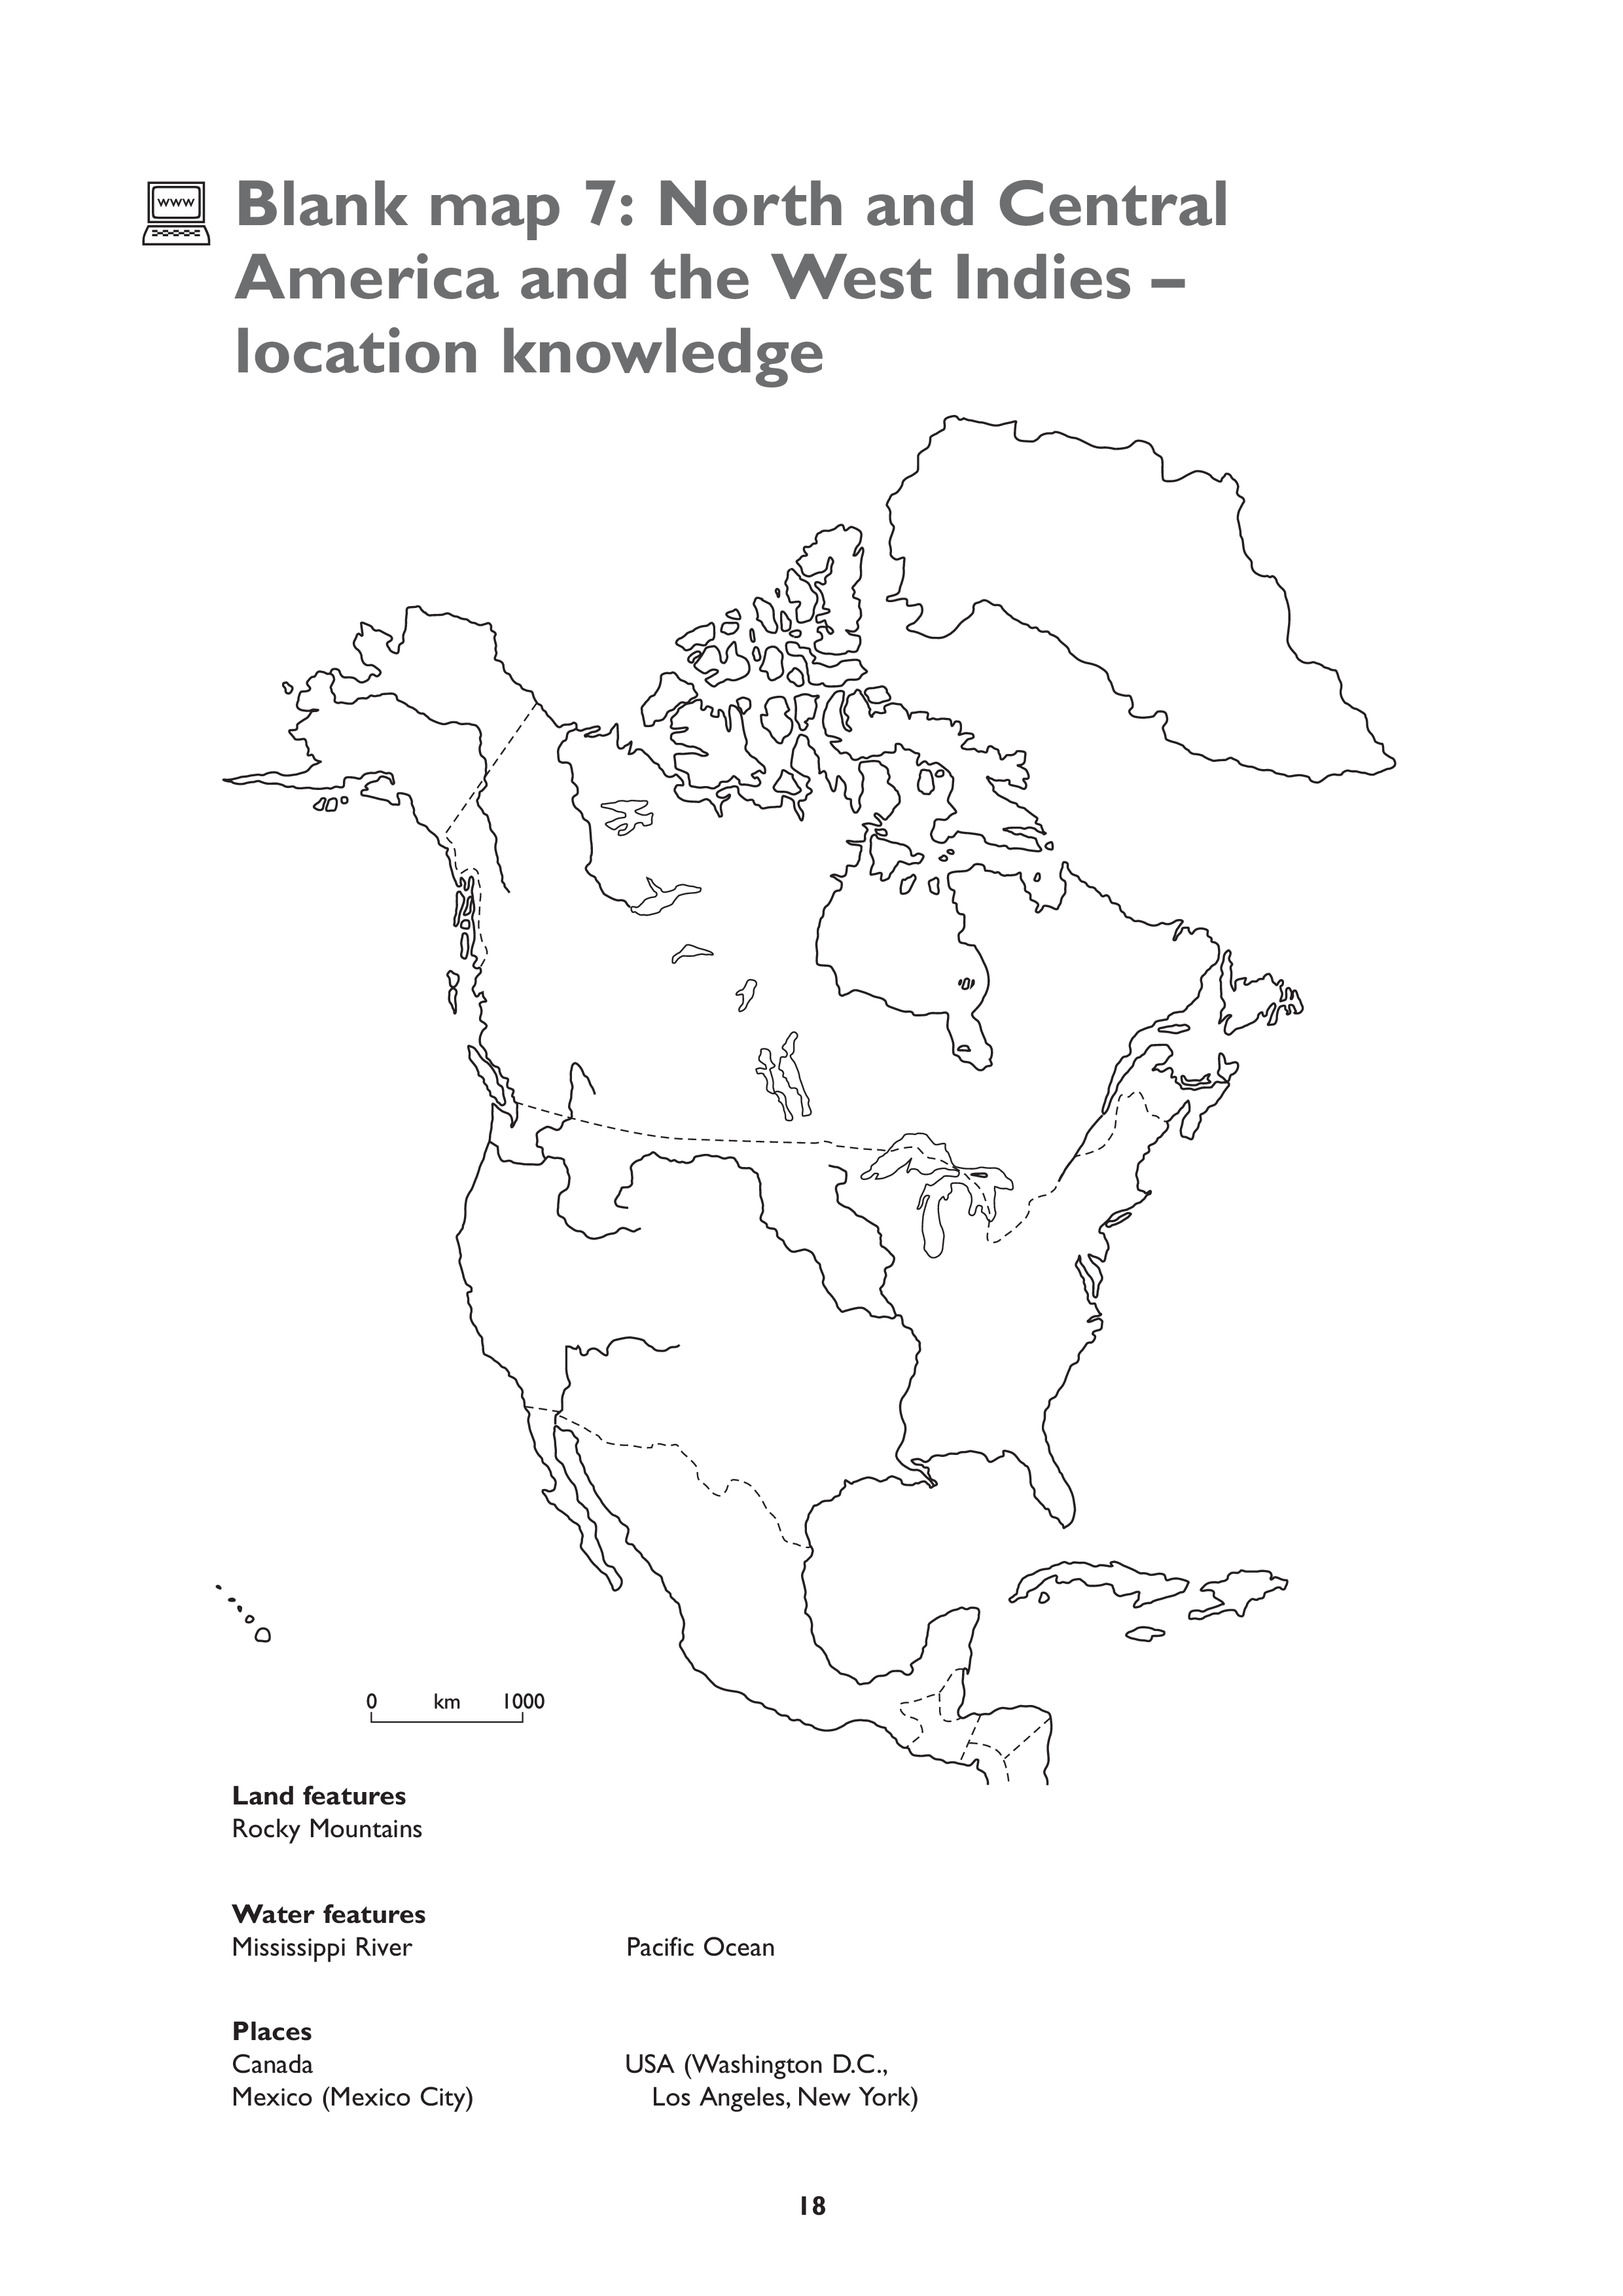 www
Blank map 7: North and Central
America and the West Indies –
location knowledge
0 km 1000
Land features
Rocky Mountains
Water features
Mississippi River Pacific Ocean
Places
Canada USA (Washington D.C.,
Mexico (Mexico City) Los Angeles, New York)
18